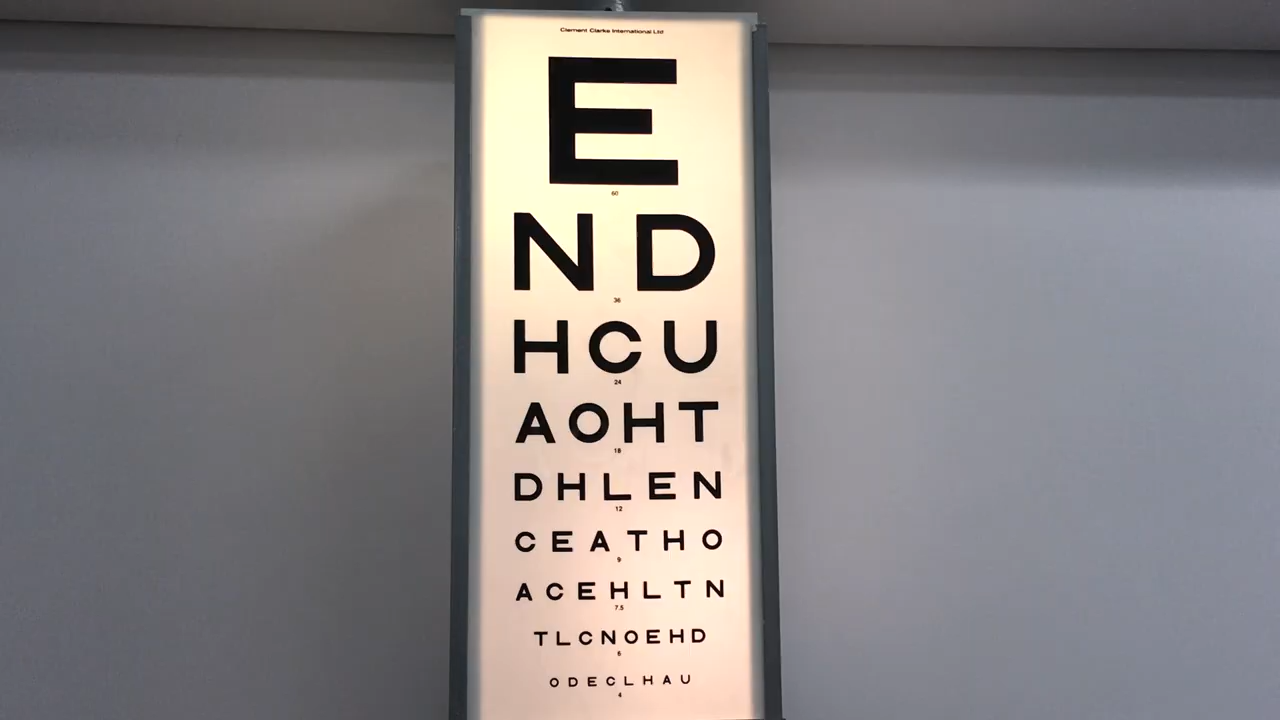 Clement Clarke International Ltd
E
60
N D
36
H C U
24
A O H T
18
D H L E N
12
C E A T H O
9
A C E H L T N
7.5
T L C N O E H D
6
O D E C L H A U
4